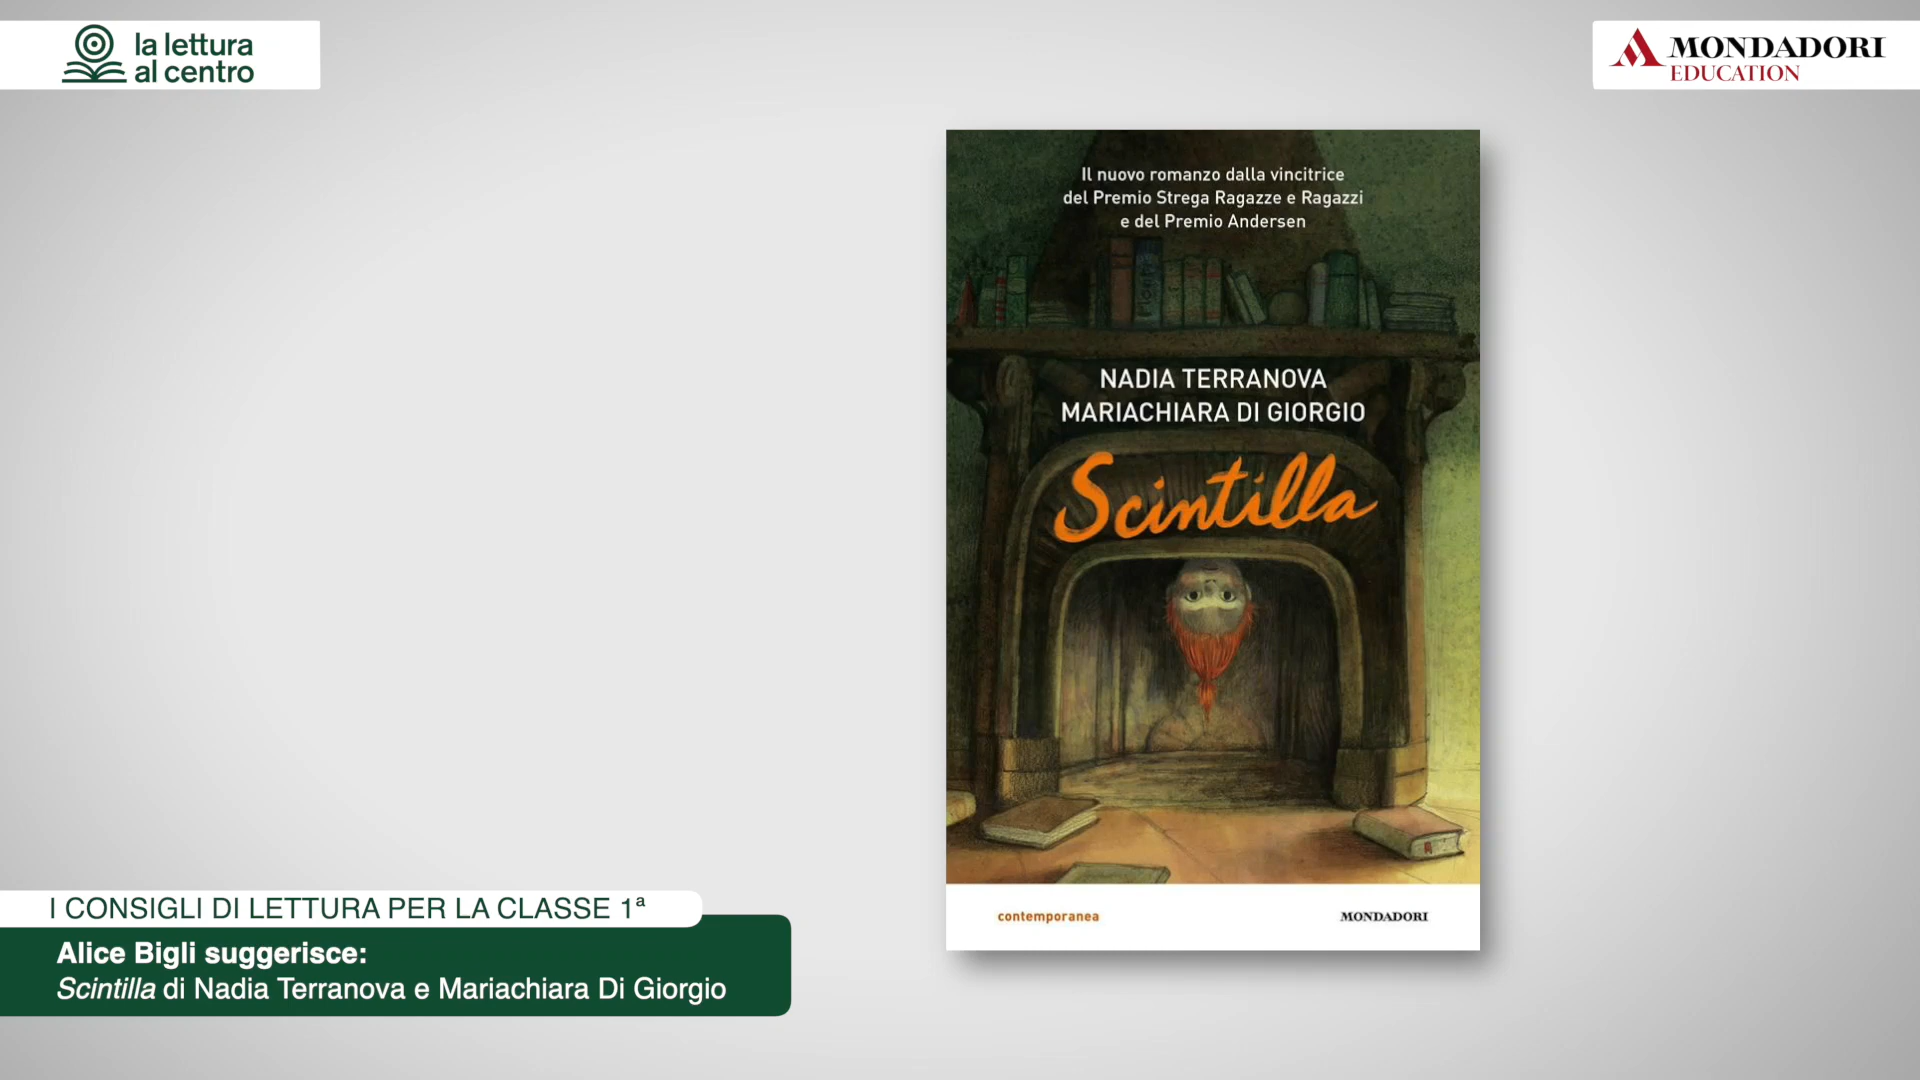 la lettura
al centro
MONDADORI
EDUCATION
Il nuovo romanzo dalla vincitrice
del Premio Strega Ragazze e Ragazzi
e del Premio Andersen
NADIA TERRANOVA
MARIACHIARA DI GIORGIO
Scintilla
contemporanea
MONDADORI
I CONSIGLI DI LETTURA PER LA CLASSE 1ª
Alice Bigli suggerisce:
Scintilla di Nadia Terranova e Mariachiara Di Giorgio